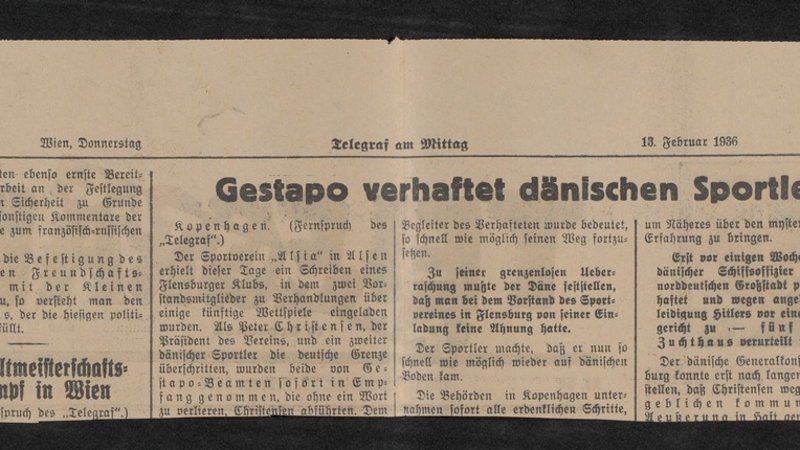 Wien, Donnerstag
Telegraf am Mittag
13. Februar 1936
ten ebenso ernste Bereit-
rbeit an der Festlegung
n Sicherheit zu Grunde
sonstigen Kommentare der
e zum französisch-russischen
die Befestigung des
en Freundschafts-
mit der Kleinen
u, so versteht man den
s, der die hiesigen politi-
füllt.
ltmeisterschafts-
mpf in Wien
spruch des „Telegraf".)
Gestapo verhaftet dänischen Sportle
Kopenhagen. (Fernspruch des
„Telegraf".)
Der Sportverein „Alsia" in Alsen
erhielt dieser Tage ein Schreiben eines
Flensburger Klubs, in dem zwei Vor-
standsmitglieder zu Verhandlungen über
einige künftige Wettspiele eingeladen
wurden. Als Peter Christensen, der
Präsident des Vereins, und ein zweiter
dänischer Sportler die deutsche Grenze
überschritten, wurden beide von Ge-
stapo-Beamten sofort in Emp-
fang genommen, die ohne ein Wort
zu verlieren, Christensen abführten. Dem
Begleiter des Verhafteten wurde bedeutet,
so schnell wie möglich seinen Weg fortzu-
setzen.
Zu seiner grenzenlosen Ueber-
raschung mußte der Däne feststellen,
daß man bei dem Vorstand des Sport-
vereines in Flensburg von seiner Ein-
ladung keine Ahnung hatte.
Der Sportler machte, daß er nun so
schnell wie möglich wieder auf dänischen
Boden kam.
Die Behörden in Kopenhagen unter-
nahmen sofort alle erdenklichen Schritte,
um Näheres über den myster
Erfahrung zu bringen.
Erst vor einigen Woche
dänischer Schiffsoffizier
norddeutschen Großstadt
haftet und wegen ange
leidigung Hitlers vor eine
gericht zu — fünf
Zuchthaus verurteilt
Der dänische Generalkonsu
burg konnte erst nach langen
stellen, daß Christensen weg
geblichen kommun
Aeußerung in Haft